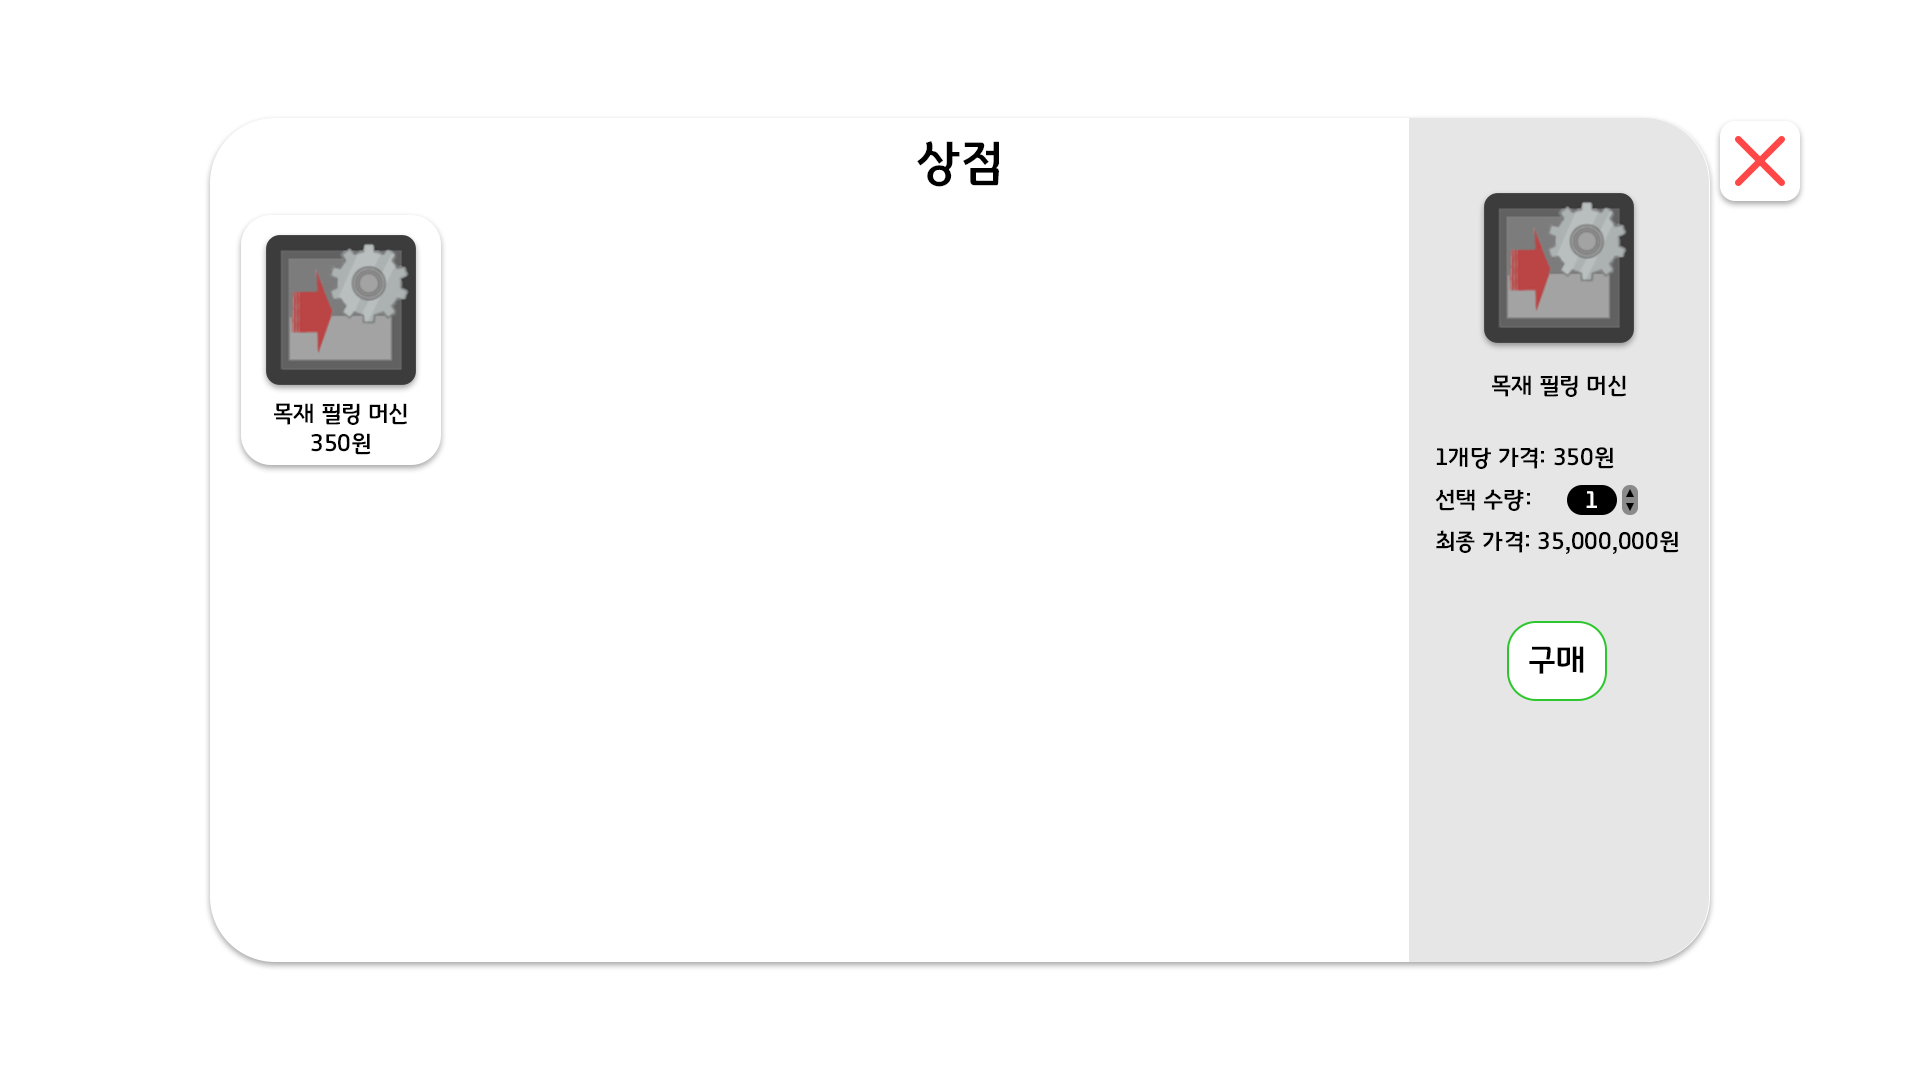 상점
목재 필링 머신
350원
목재 필링 머신
1개당 가격: 350원
선택 수량: 1
최종 가격: 35,000,000원
구매